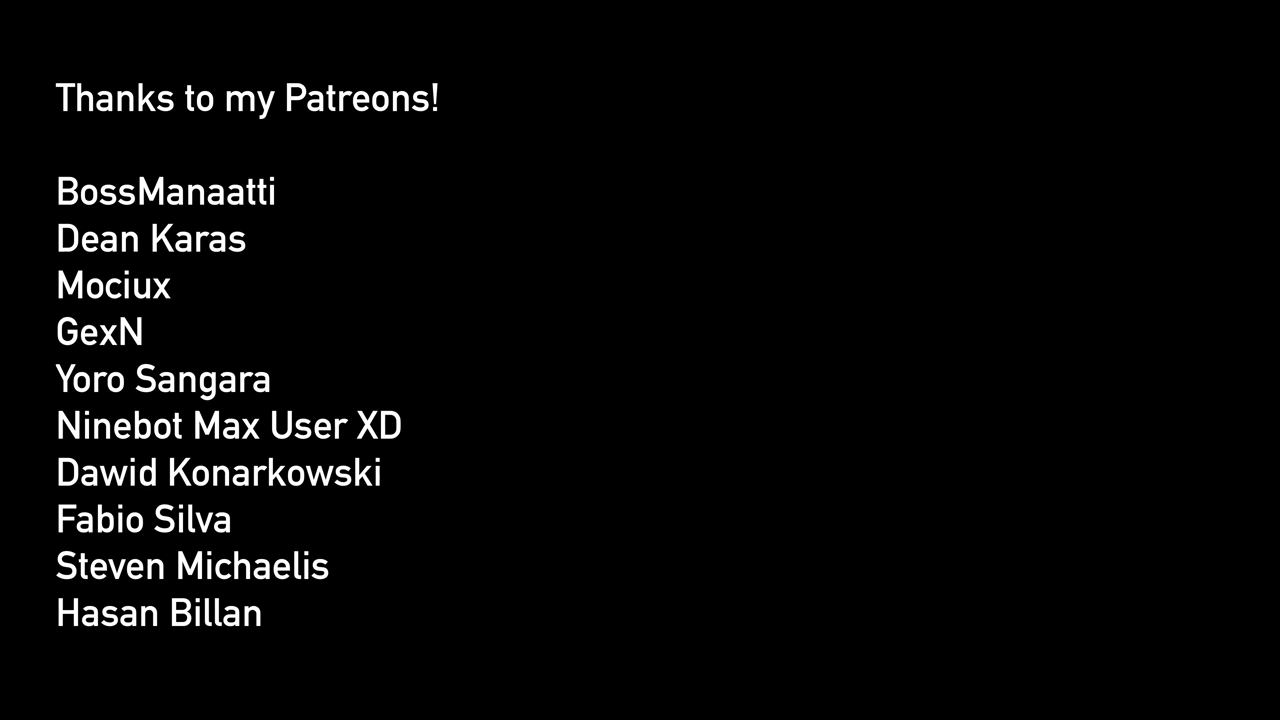 Thanks to my Patreons!
BossManaatti
Dean Karas
Mociux
GexN
Yoro Sangara
Ninebot Max User XD
Dawid Konarkowski
Fabio Silva
Steven Michaelis
Hasan Billan